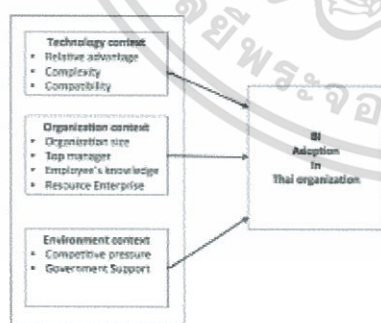 Technology context
• Relative advantage
• Complexity
• Compatibility
Organization context
• Organization size
• Top manager
• Employee's knowledge
• Resource Enterprise
Environment context
• Competitive pressure
• Government Support
BI
Adoption
In
Thai organization